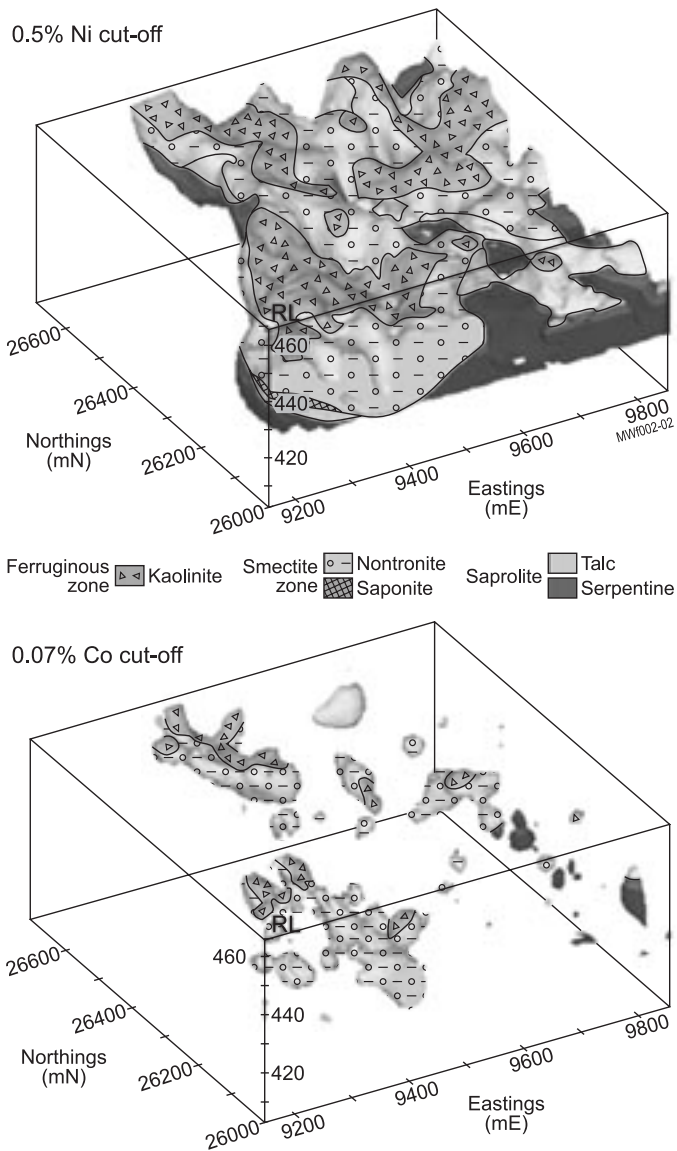 0.5% Ni cut-off
RL
460
440
420
26600
26400
26200
26000
Northings
(mN)
9200
9400
9600
9800
Eastings
(mE)
MWf002-02
Ferruginous
zone
Kaolinite
Smectite
zone
Nontronite
Saponite
Saprolite
Talc
Serpentine
0.07% Co cut-off
RL
460
440
420
26600
26400
26200
26000
Northings
(mN)
9200
9400
9600
9800
Eastings
(mE)